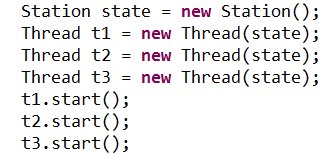 Station state = new Station();
Thread t1 = new Thread(state);
Thread t2 = new Thread(state);
Thread t3 = new Thread(state);
t1.start();
t2.start();
t3.start();